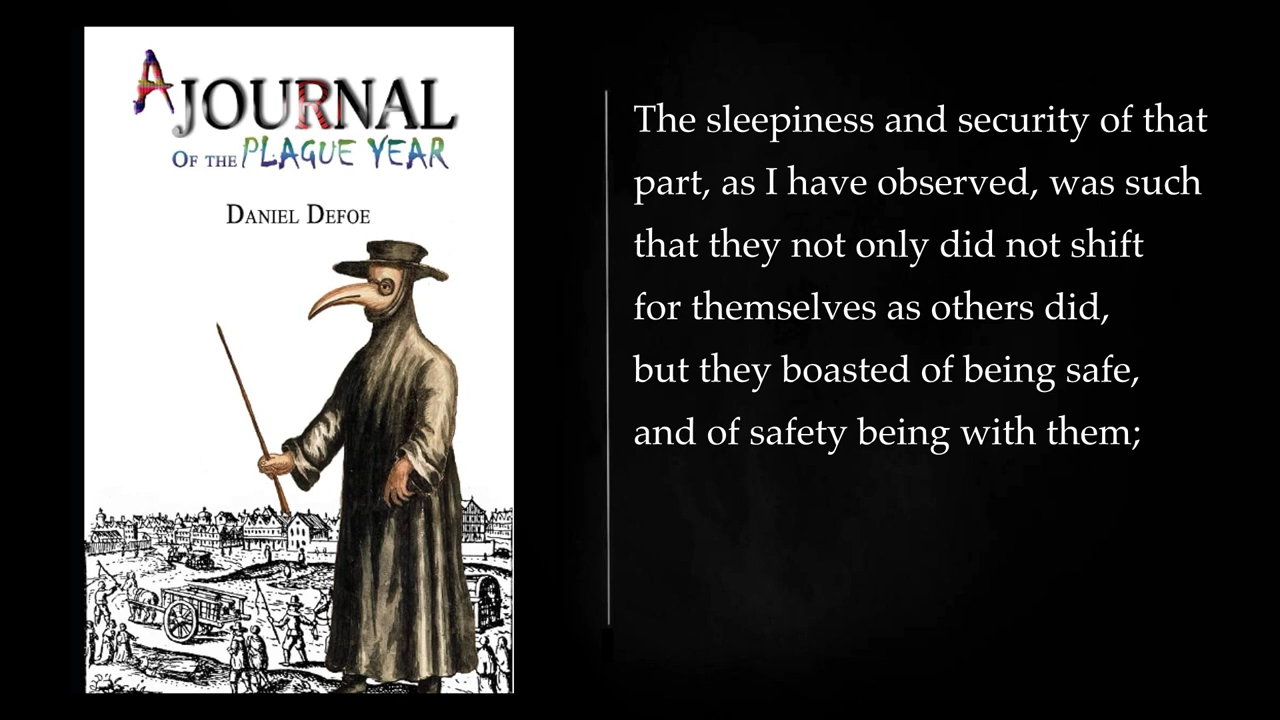 A JOURNAL
OF THE PLAGUE YEAR
DANIEL DEFOE
The sleepiness and security of that
part, as I have observed, was such
that they not only did not shift
for themselves as others did,
but they boasted of being safe,
and of safety being with them;